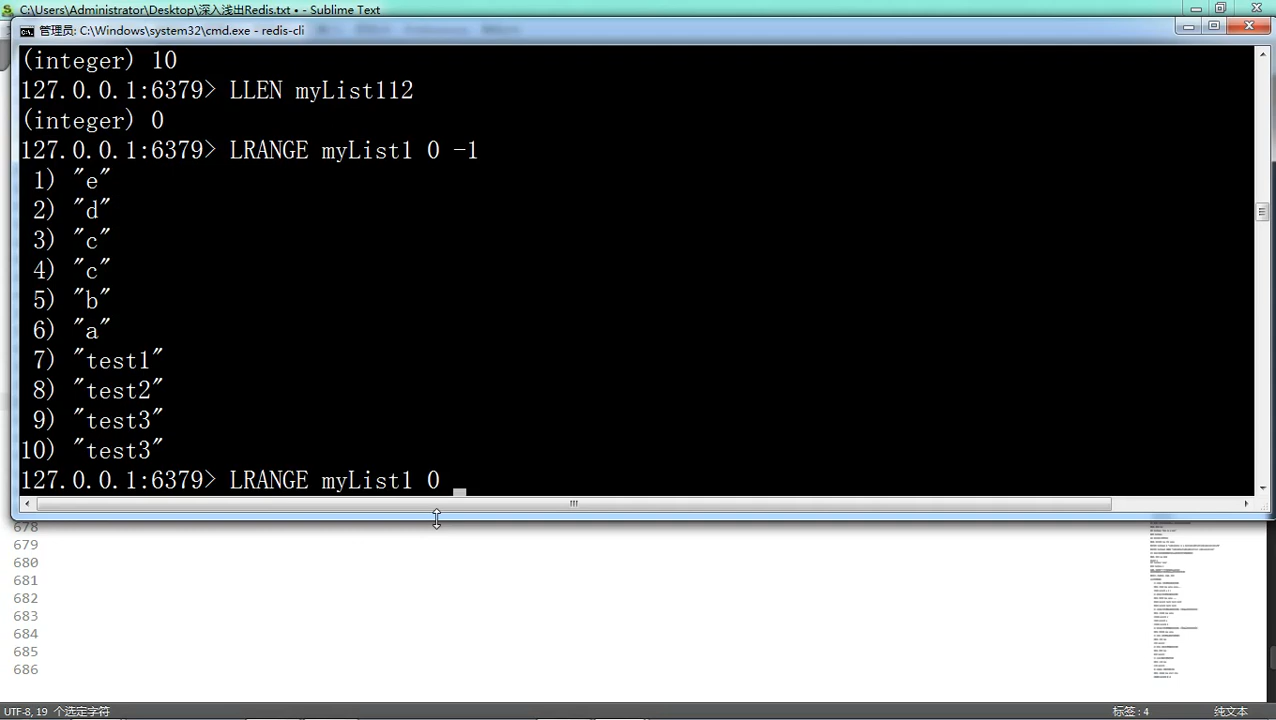 C:\Users\Administrator\Desktop\深入浅出Redis.txt • - Sublime Text
管理员: C:\Windows\system32\cmd.exe - redis-cli
(integer) 10
127.0.0.1:6379> LLEN myList112
(integer) 0
127.0.0.1:6379> LRANGE myList1 0 -1
1) "e"
2) "d"
3) "c"
4) "c"
5) "b"
6) "a"
7) "test1"
8) "test2"
9) "test3"
10) "test3"
127.0.0.1:6379> LRANGE myList1 0
678
679
680
681
682
683
684
685
686
UTF-8, 19 个选定字符
标签: 4
纯文本